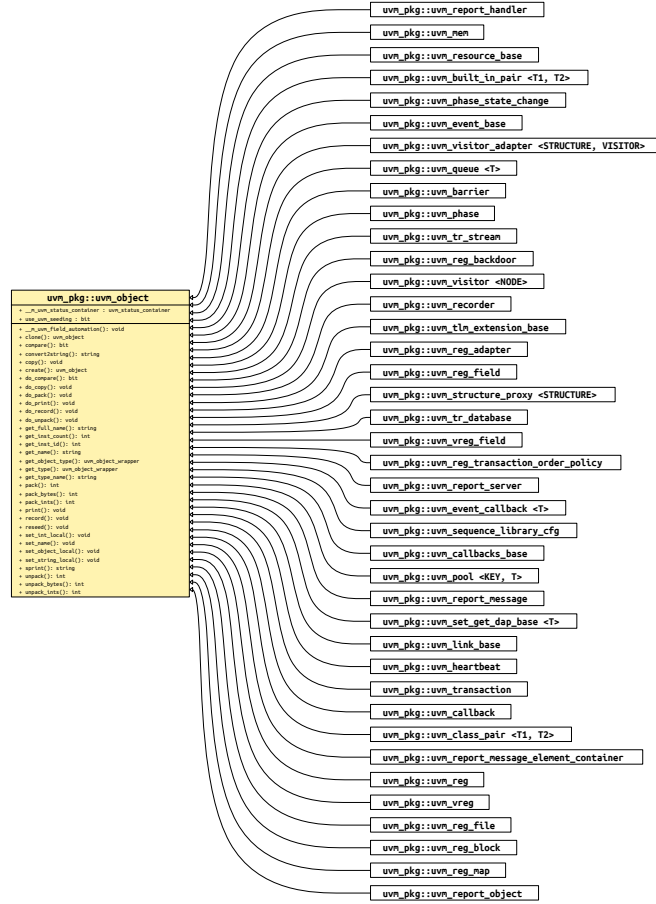 uvm_pkg::uvm_object
+ __m_uvm_status_container : uvm_status_container
+ use_uvm_seeding : bit
+ __m_uvm_field_automation(): void
+ clone(): uvm_object
+ compare(): bit
+ convert2string(): string
+ copy(): void
+ create(): uvm_object
+ do_compare(): bit
+ do_copy(): void
+ do_pack(): void
+ do_print(): void
+ do_record(): void
+ do_unpack(): void
+ get_full_name(): string
+ get_inst_count(): int
+ get_inst_id(): int
+ get_name(): string
+ get_object_type(): uvm_object_wrapper
+ get_type(): uvm_object_wrapper
+ get_type_name(): string
+ pack(): int
+ pack_bytes(): int
+ pack_ints(): int
+ print(): void
+ record(): void
+ reseed(): void
+ set_int_local(): void
+ set_name(): void
+ set_object_local(): void
+ set_string_local(): void
+ sprint(): string
+ unpack(): int
+ unpack_bytes(): int
+ unpack_ints(): int
uvm_pkg::uvm_report_handler
uvm_pkg::uvm_mem
uvm_pkg::uvm_resource_base
uvm_pkg::uvm_built_in_pair <T1, T2>
uvm_pkg::uvm_phase_state_change
uvm_pkg::uvm_event_base
uvm_pkg::uvm_visitor_adapter <STRUCTURE, VISITOR>
uvm_pkg::uvm_queue <T>
uvm_pkg::uvm_barrier
uvm_pkg::uvm_phase
uvm_pkg::uvm_tr_stream
uvm_pkg::uvm_reg_backdoor
uvm_pkg::uvm_visitor <NODE>
uvm_pkg::uvm_recorder
uvm_pkg::uvm_tlm_extension_base
uvm_pkg::uvm_reg_adapter
uvm_pkg::uvm_reg_field
uvm_pkg::uvm_structure_proxy <STRUCTURE>
uvm_pkg::uvm_tr_database
uvm_pkg::uvm_vreg_field
uvm_pkg::uvm_reg_transaction_order_policy
uvm_pkg::uvm_report_server
uvm_pkg::uvm_event_callback <T>
uvm_pkg::uvm_sequence_library_cfg
uvm_pkg::uvm_callbacks_base
uvm_pkg::uvm_pool <KEY, T>
uvm_pkg::uvm_report_message
uvm_pkg::uvm_set_get_dap_base <T>
uvm_pkg::uvm_link_base
uvm_pkg::uvm_heartbeat
uvm_pkg::uvm_transaction
uvm_pkg::uvm_callback
uvm_pkg::uvm_class_pair <T1, T2>
uvm_pkg::uvm_report_message_element_container
uvm_pkg::uvm_reg
uvm_pkg::uvm_vreg
uvm_pkg::uvm_reg_file
uvm_pkg::uvm_reg_block
uvm_pkg::uvm_reg_map
uvm_pkg::uvm_report_object